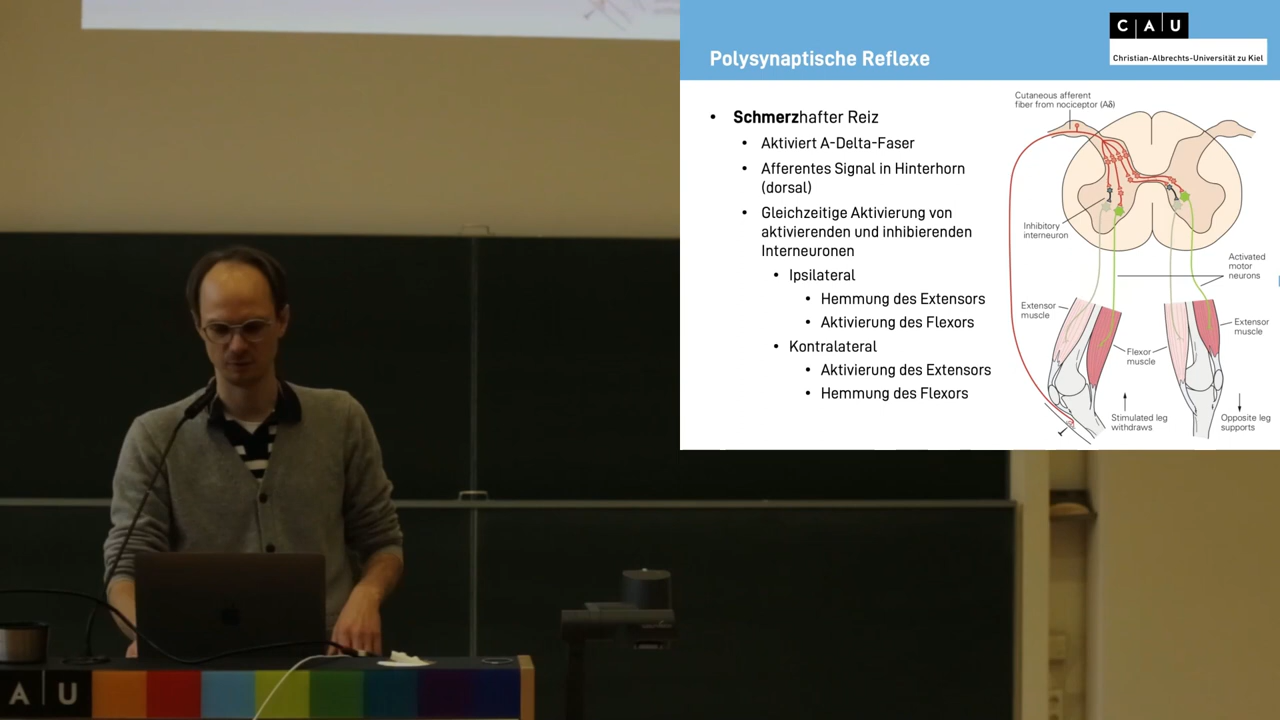 Polysynaptische Reflexe
C A U
Christian-Albrechts-Universität zu Kiel
• Schmerzhafter Reiz
• Aktiviert A-Delta-Faser
• Afferentes Signal in Hinterhorn
(dorsal)
• Gleichzeitige Aktivierung von
aktivierenden und inhibierenden
Interneuronen
• Ipsilateral
• Hemmung des Extensors
• Aktivierung des Flexors
• Kontralateral
• Aktivierung des Extensors
• Hemmung des Flexors
Cutaneous afferent
fiber from nociceptor (Aδ)
Inhibitory
interneuron
Activated
motor
neurons
Extensor
muscle
Extensor
muscle
Flexor
muscle
Stimulated leg
withdraws
Opposite leg
supports
A U